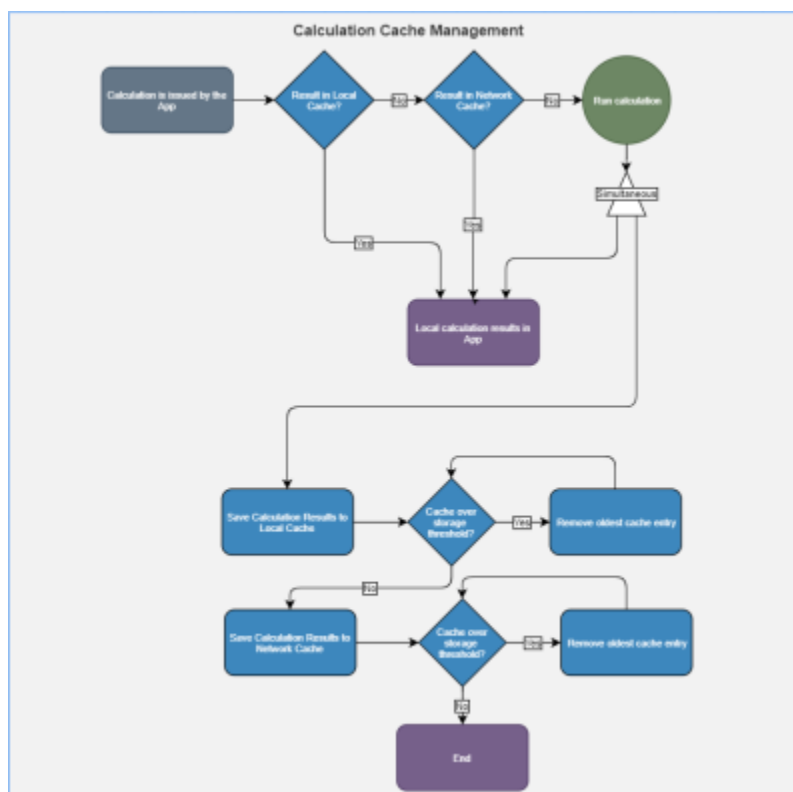 Calculation Cache Management
Calculation is issued by the
App
Result in Local
Cache?
No
Result in Network
Cache?
No
Run calculation
Simultaneous
Yes
Yes
Local calculation results in
App
Save Calculation Results to
Local Cache
Cache over
storage
threshold?
Yes
Remove oldest cache entry
No
Save Calculation Results to
Network Cache
Cache over
storage
threshold?
Yes
Remove oldest cache entry
No
End